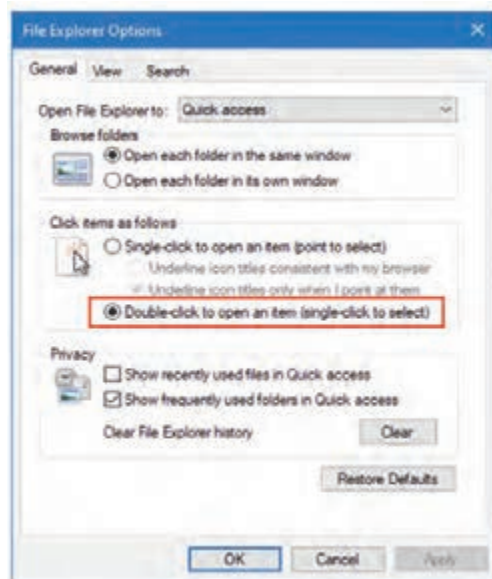 File Explorer Options
General View Search
Open File Explorer to: Quick access
Browse folders
Open each folder in the same window
Open each folder in its own window
Click items as follows
Single-click to open an item (point to select)
Underline icon titles consistent with my browser
Underline icon titles only when I point at them
Double-click to open an item (single-click to select)
Privacy
Show recently used files in Quick access
Show frequently used folders in Quick access
Clear File Explorer history Clear
Restore Defaults
OK Cancel Apply